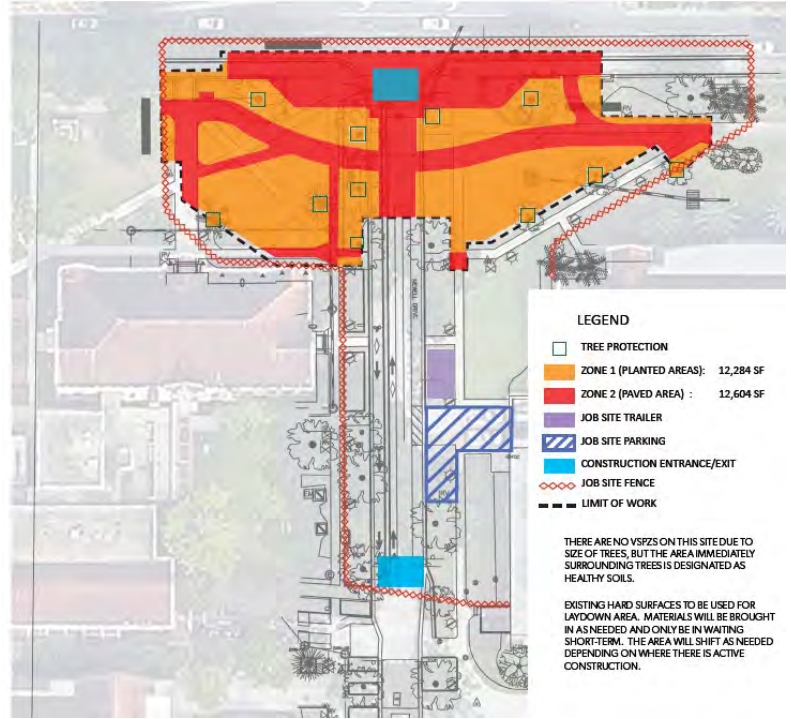 NEWELL DRIVE
LEGEND
TREE PROTECTION
ZONE 1 (PLANTED AREAS): 12,284 SF
ZONE 2 (PAVED AREA) : 12,604 SF
JOB SITE TRAILER
JOB SITE PARKING
CONSTRUCTION ENTRANCE/EXIT
JOB SITE FENCE
LIMIT OF WORK
THERE ARE NO VSPZS ON THIS SITE DUE TO
SIZE OF TREES, BUT THE AREA IMMEDIATELY
SURROUNDING TREES IS DESIGNATED AS
HEALTHY SOILS.
EXISTING HARD SURFACES TO BE USED FOR
LAYDOWN AREA. MATERIALS WILL BE BROUGHT
IN AS NEEDED AND ONLY BE IN WAITING
SHORT-TERM. THE AREA WILL SHIFT AS NEEDED
DEPENDING ON WHERE THERE IS ACTIVE
CONSTRUCTION.